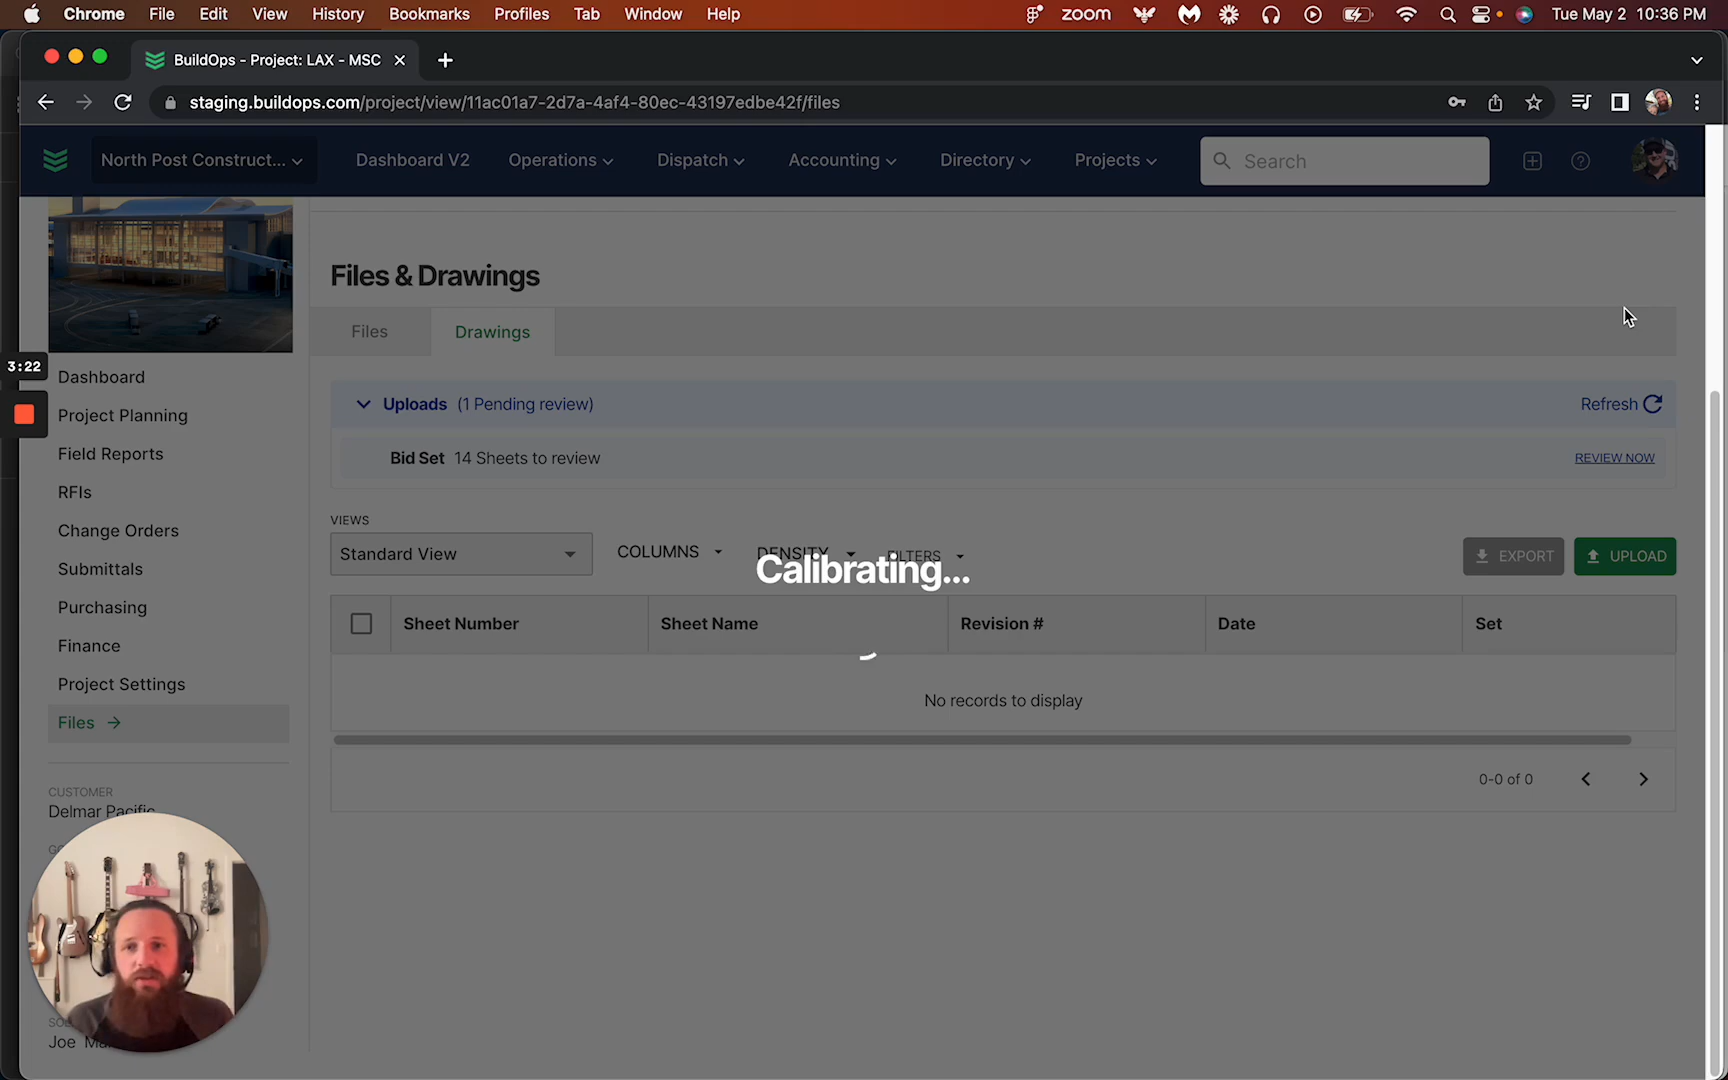 Chrome File Edit View History Bookmarks Profiles Tab Window Help zoom Tue May 2 10:36 PM
BuildOps - Project: LAX - MSC
staging.buildops.com/project/view/11ac01a7-2d7a-4af4-80ec-43197edbe42f/files
North Post Construct... Dashboard V2 Operations Dispatch Accounting Directory Projects Search
Files & Drawings
Files Drawings
3:22
Dashboard
Project Planning
Field Reports
RFIs
Change Orders
Submittals
Purchasing
Finance
Project Settings
Files
CUSTOMER
Delmar Pacific
Joe
Uploads (1 Pending review) Refresh
Bid Set 14 Sheets to review REVIEW NOW
VIEWS
Standard View COLUMNS DENSITY FILTERS EXPORT UPLOAD
Calibrating...
Sheet Number Sheet Name Revision # Date Set
No records to display
0-0 of 0